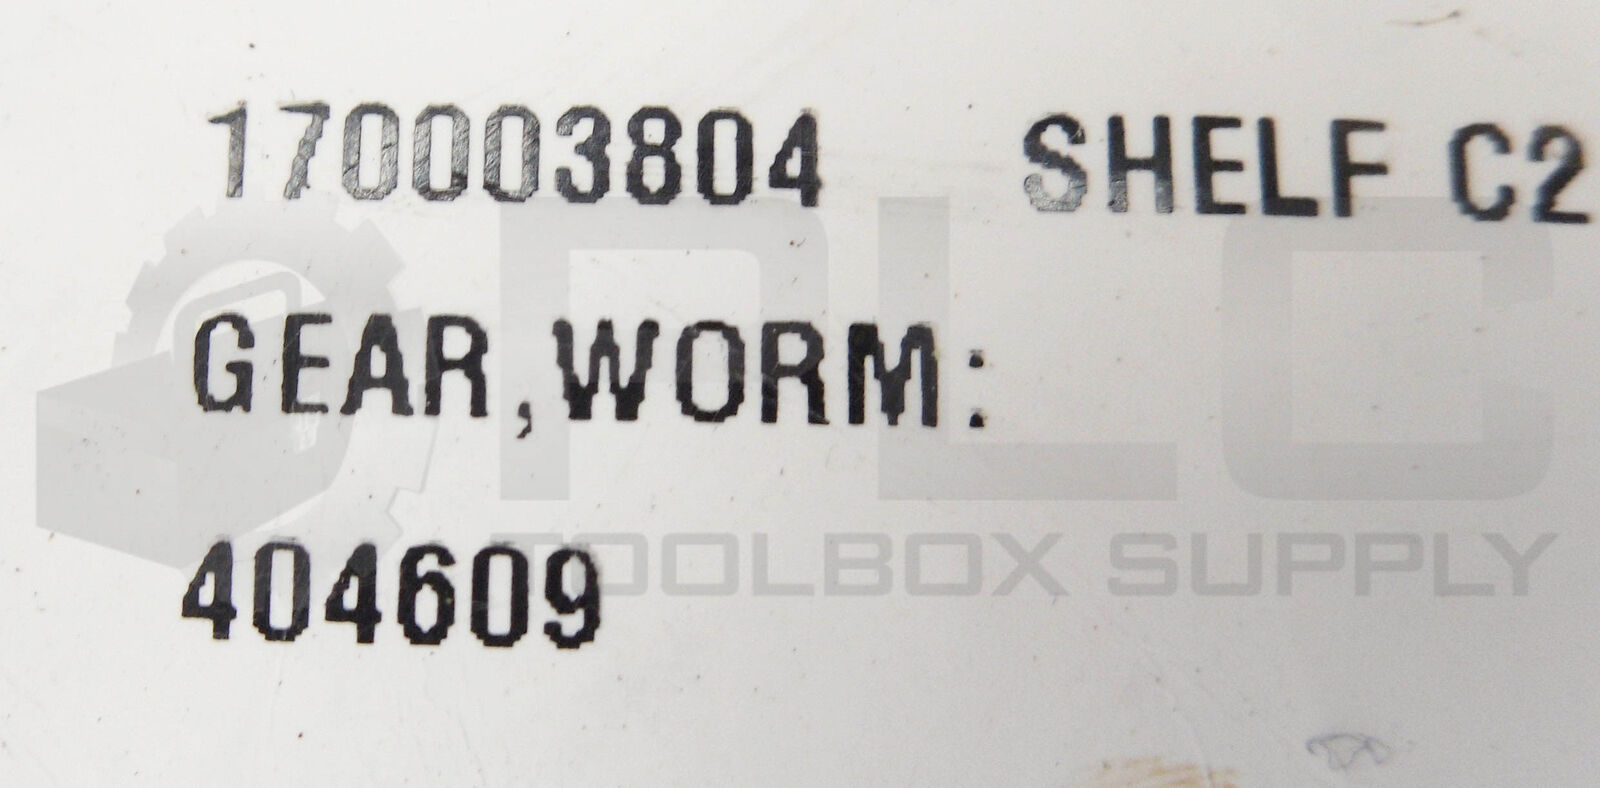 170003804 SHELF C2
GEAR,WORM:
404609
PLC
TOOLBOX SUPPLY